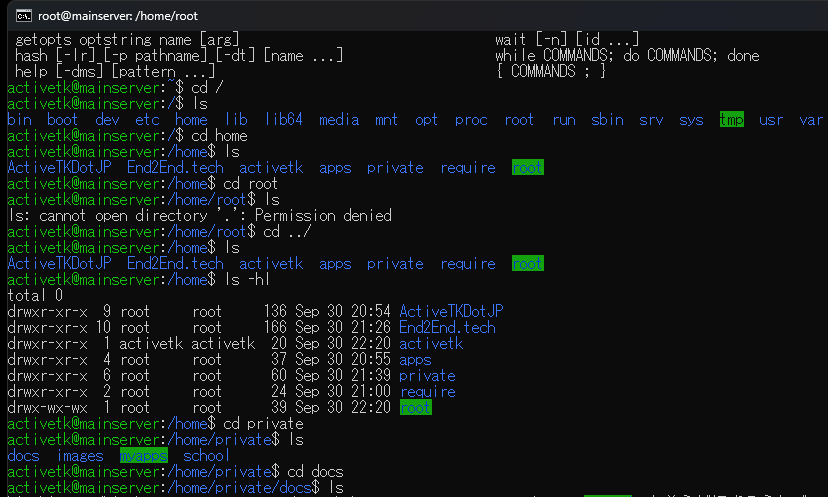 root@mainserver: /home/root
getopts optstring name [arg] wait [-n] [id ...]
hash [-lr] [-p pathname] [-dt] [name ...] while COMMANDS; do COMMANDS; done
help [-dms] [pattern ...] { COMMANDS ; }
activetk@mainserver:~$ cd /
activetk@mainserver:/$ ls
bin boot dev etc home lib lib64 media mnt opt proc root run sbin srv sys tmp usr var
activetk@mainserver:/$ cd home
activetk@mainserver:/home$ ls
ActiveTKDotJP End2End.tech activetk apps private require root
activetk@mainserver:/home$ cd root
activetk@mainserver:/home/root$ ls
ls: cannot open directory '.': Permission denied
activetk@mainserver:/home/root$ cd ../
activetk@mainserver:/home$ ls
ActiveTKDotJP End2End.tech activetk apps private require root
activetk@mainserver:/home$ ls -hl
total 0
drwxr-xr-x 9 root root 136 Sep 30 20:54 ActiveTKDotJP
drwxr-xr-x 10 root root 166 Sep 30 21:26 End2End.tech
drwxr-xr-x 1 activetk activetk 20 Sep 30 22:20 activetk
drwxr-xr-x 4 root root 37 Sep 30 20:55 apps
drwxr-xr-x 6 root root 60 Sep 30 21:39 private
drwxr-xr-x 2 root root 24 Sep 30 21:00 require
drwx-wx-wx 1 root root 39 Sep 30 22:20 root
activetk@mainserver:/home$ cd private
activetk@mainserver:/home/private$ ls
docs images myapps school
activetk@mainserver:/home/private$ cd docs
activetk@mainserver:/home/private/docs$ ls